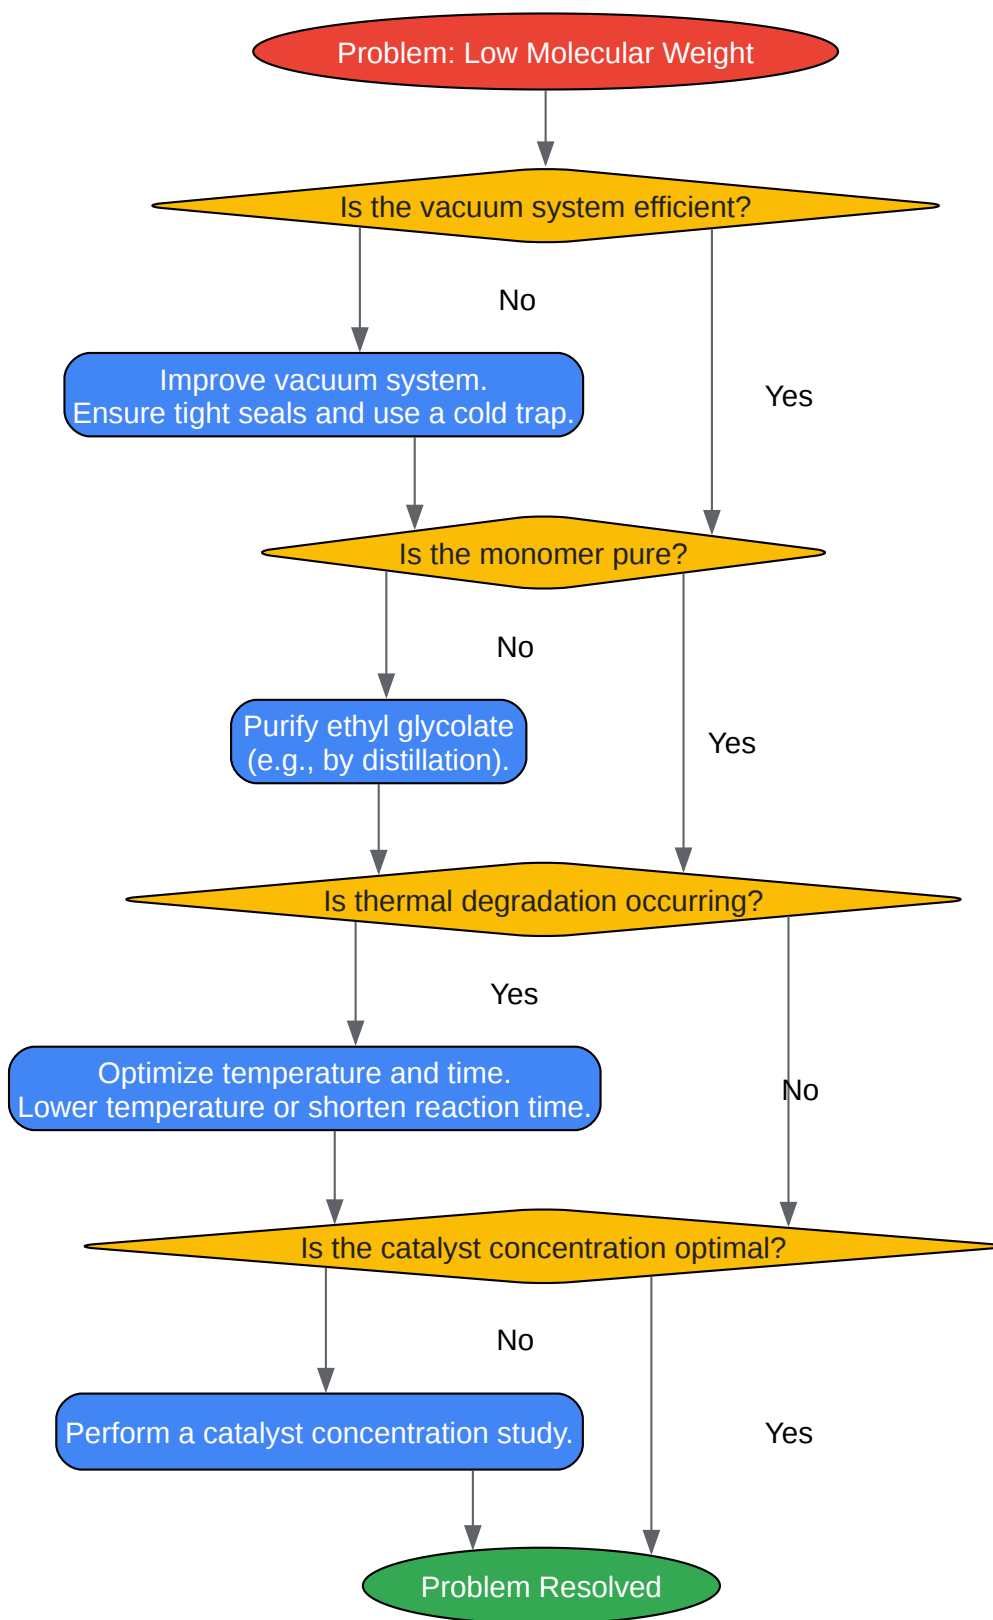 Problem: Low Molecular Weight
Is the vacuum system efficient?
No
Improve vacuum system.
Ensure tight seals and use a cold trap.
Yes
Is the monomer pure?
No
Purify ethyl glycolate
(e.g., by distillation).
Yes
Is thermal degradation occurring?
Yes
Optimize temperature and time.
Lower temperature or shorten reaction time.
No
Is the catalyst concentration optimal?
No
Perform a catalyst concentration study.
Yes
Problem Resolved